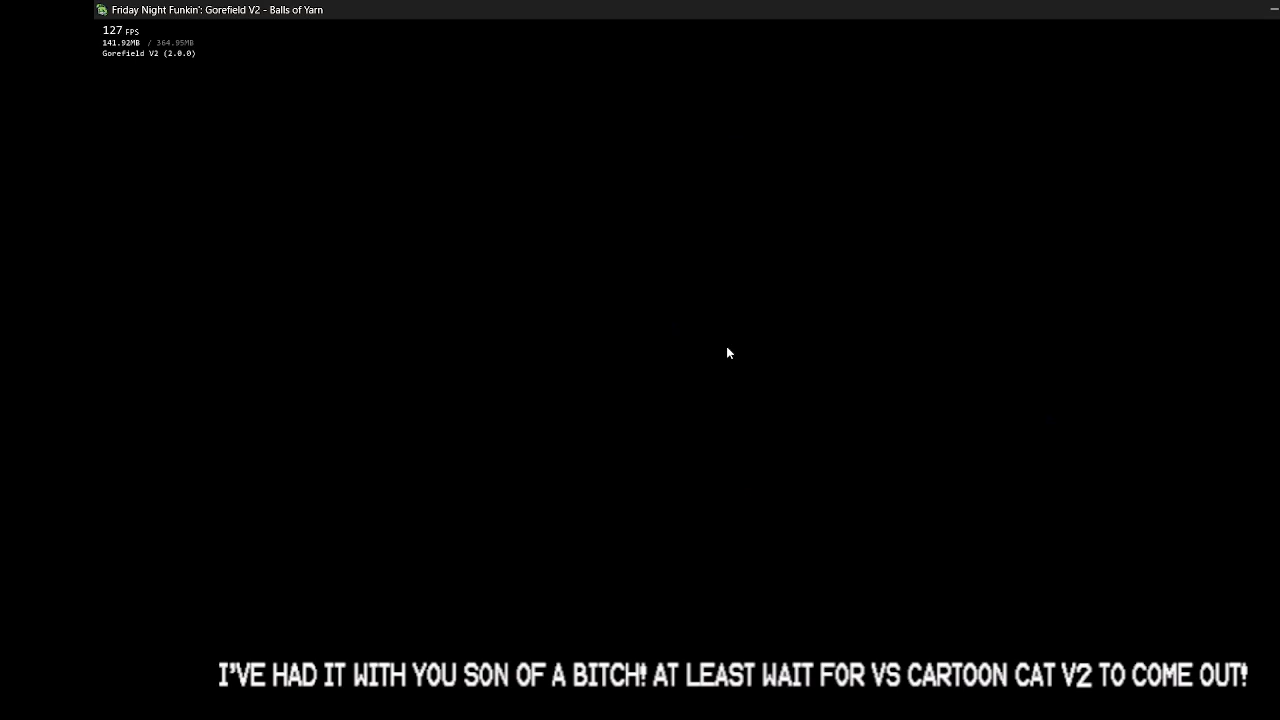 Friday Night Funkin': Gorefield V2 - Balls of Yarn
127 FPS
141.92MB / 364.95MB
Gorefield V2 (2.0.0)
I'VE HAD IT WITH YOU SON OF A BITCH! AT LEAST WAIT FOR VS CARTOON CAT V2 TO COME OUT!